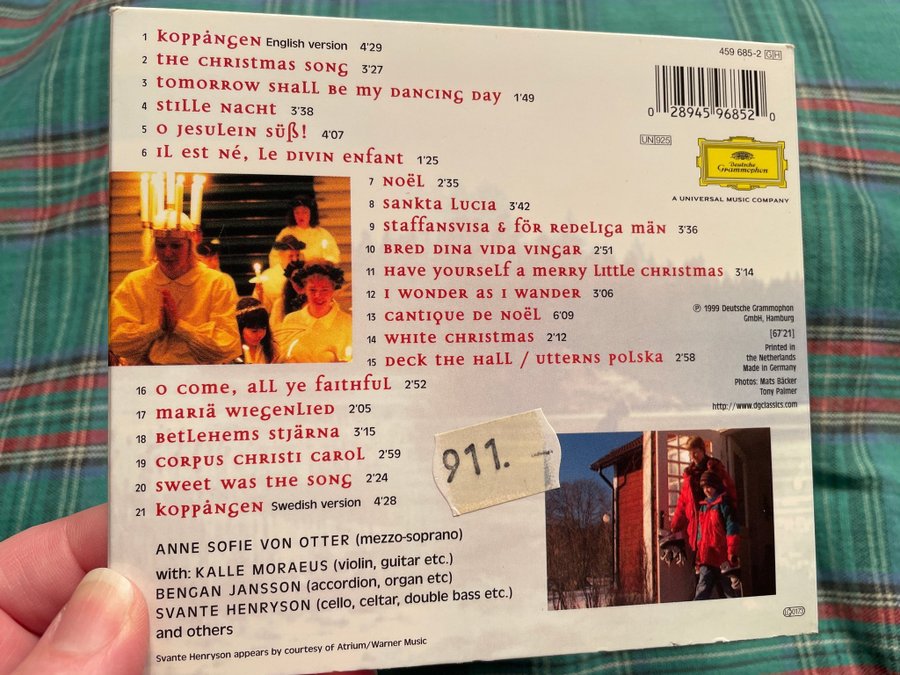 1 Koppången English version 4'29
2 The Christmas Song 3'27
3 Tomorrow shall be my dancing day 1'49
4 Stille Nacht 3'38
5 O Jesulein süß! 4'07
6 Il est né, le divin enfant 1'25
7 Noël 2'35
8 Sankta Lucia 3'42
9 Staffansvisa & För redeliga män 3'36
10 Bred dina vida vingar 2'51
11 Have yourself a merry little Christmas 3'14
12 I wonder as I wander 3'06
13 Cantique de Noël 6'09
14 White Christmas 2'12
15 Deck the Hall / Utterns polska 2'58
16 O come, all ye faithful 2'52
17 Mariä Wiegenlied 2'05
18 Betlehems stjärna 3'15
19 Corpus Christi Carol 2'59
20 Sweet was the song 2'24
21 Koppången Swedish version 4'28
ANNE SOFIE VON OTTER (mezzo-soprano)
with: KALLE MORAEUS (violin, guitar etc.)
BENGAN JANSSON (accordion, organ etc)
SVANTE HENRYSON (cello, celtar, double bass etc.)
and others
Svante Henryson appears by courtesy of Atrium/Warner Music
911.
459 685-2 GH
0 28945 96852 0
UN 925
Deutsche
Grammophon
A UNIVERSAL MUSIC COMPANY
℗ 1999 Deutsche Grammophon
GmbH, Hamburg
[67'21]
Printed in
the Netherlands
Made in Germany
Photos: Mats Bäcker
Tony Palmer
http://www.dgclassics.com